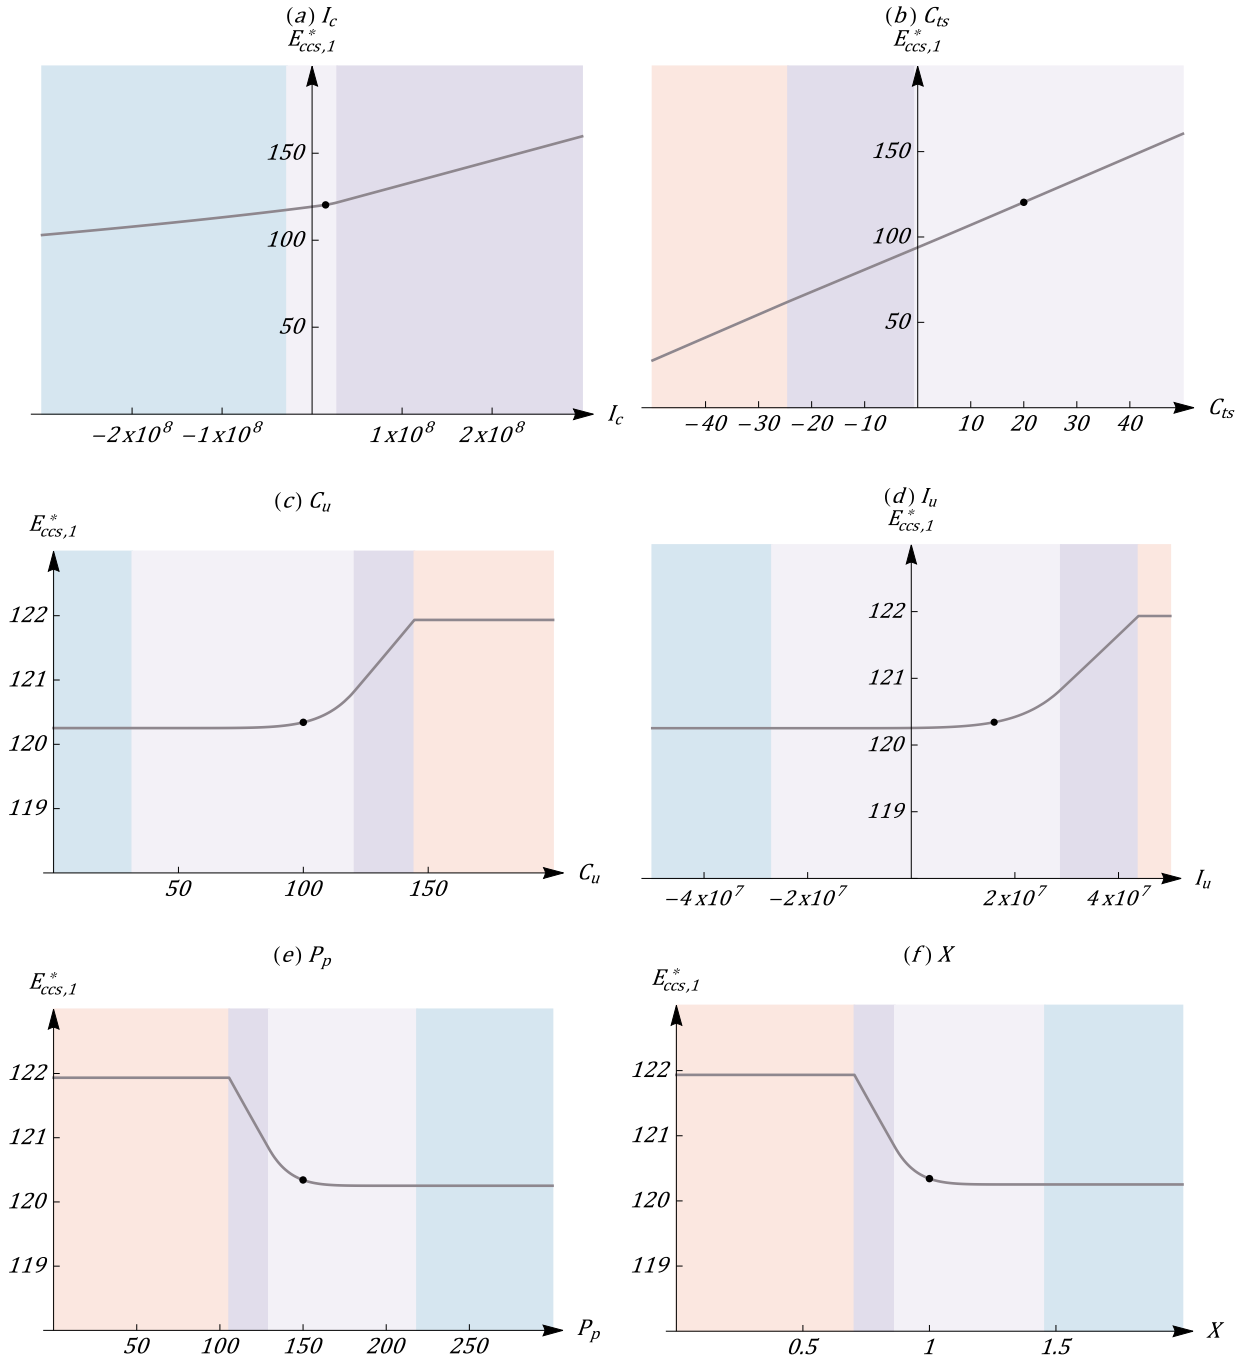 (a) I_c
E*_ccs,1
150
100
50
−2x10^8 −1x10^8 1x10^8 2x10^8 I_c
(b) C_ts
E*_ccs,1
150
100
50
−40 −30 −20 −10 10 20 30 40 C_ts
(c) C_u
E*_ccs,1
122
121
120
119
50 100 150 C_u
(d) I_u
E*_ccs,1
122
121
120
119
−4x10^7 −2x10^7 2x10^7 4x10^7 I_u
(e) P_p
E*_ccs,1
122
121
120
119
50 100 150 200 250 P_p
(f) X
E*_ccs,1
122
121
120
119
0.5 1 1.5 X